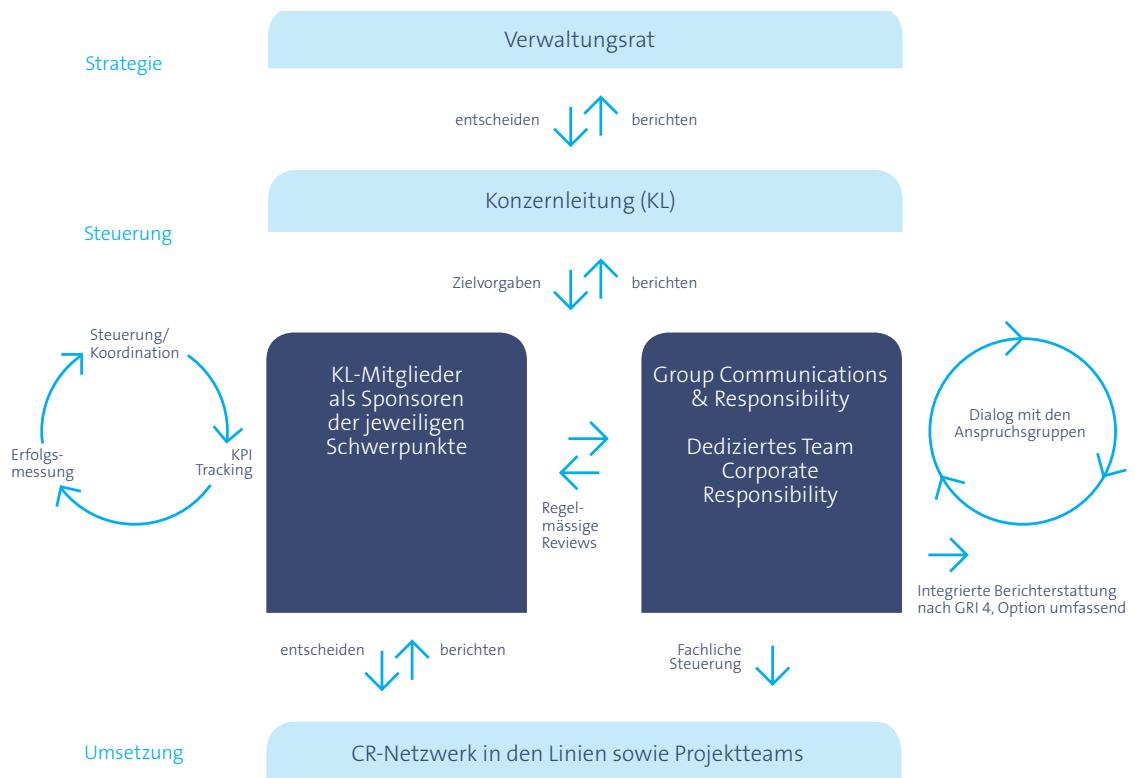 Verwaltungsrat
Strategie
entscheiden
berichten
Konzernleitung (KL)
Steuerung
Zielvorgaben
berichten
Steuerung/
Koordination
KPI
Tracking
Erfolgs-
messung
KL-Mitglieder
als Sponsoren
der jeweiligen
Schwerpunkte
Regel-
mässige
Reviews
Group Communications
& Responsibility
Dediziertes Team
Corporate
Responsibility
Dialog mit den
Anspruchsgruppen
Integrierte Berichterstattung
nach GRI 4, Option umfassend
entscheiden
berichten
Fachliche
Steuerung
Umsetzung
CR-Netzwerk in den Linien sowie Projektteams